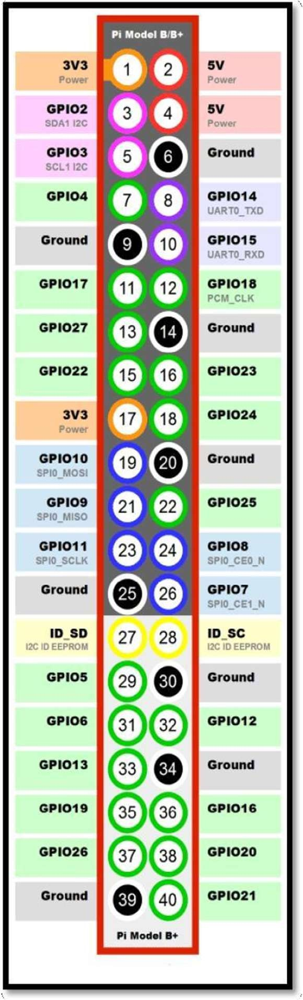 Pi Model B/B+
3V3 1 2 5V
Power Power
GPIO2 3 4 5V
SDA1 I2C Power
GPIO3 5 6 Ground
SCL1 I2C
GPIO4 7 8 GPIO14
UART0_TXD
Ground 9 10 GPIO15
UART0_RXD
GPIO17 11 12 GPIO18
PCM_CLK
GPIO27 13 14 Ground
GPIO22 15 16 GPIO23
3V3 17 18 GPIO24
Power
GPIO10 19 20 Ground
SPI0_MOSI
GPIO9 21 22 GPIO25
SPI0_MISO
GPIO11 23 24 GPIO8
SPI0_SCLK SPI0_CE0_N
Ground 25 26 GPIO7
SPI0_CE1_N
ID_SD 27 28 ID_SC
I2C ID EEPROM I2C ID EEPROM
GPIO5 29 30 Ground
GPIO6 31 32 GPIO12
GPIO13 33 34 Ground
GPIO19 35 36 GPIO16
GPIO26 37 38 GPIO20
Ground 39 40 GPIO21
Pi Model B+